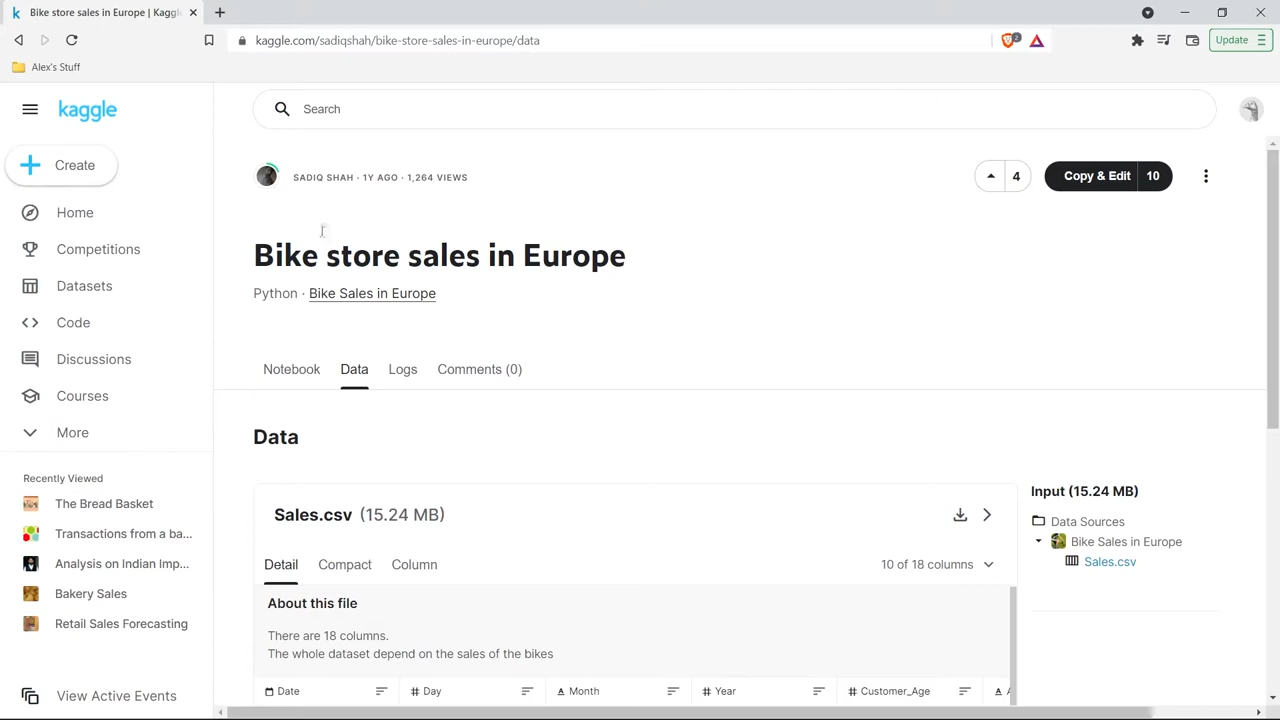 Bike store sales in Europe | Kaggle
kaggle.com/sadiqshah/bike-store-sales-in-europe/data
2
Update
Alex's Stuff
kaggle
Search
Create
Home
Competitions
Datasets
Code
Discussions
Courses
More
Recently Viewed
The Bread Basket
Transactions from a ba...
Analysis on Indian Imp...
Bakery Sales
Retail Sales Forecasting
View Active Events
SADIQ SHAH · 1Y AGO · 1,264 VIEWS
4
Copy & Edit 10
Bike store sales in Europe
Python · Bike Sales in Europe
Notebook Data Logs Comments (0)
Data
Sales.csv (15.24 MB)
Detail Compact Column 10 of 18 columns
About this file
There are 18 columns.
The whole dataset depend on the sales of the bikes
Date # Day A Month # Year # Customer_Age A
Input (15.24 MB)
Data Sources
Bike Sales in Europe
Sales.csv